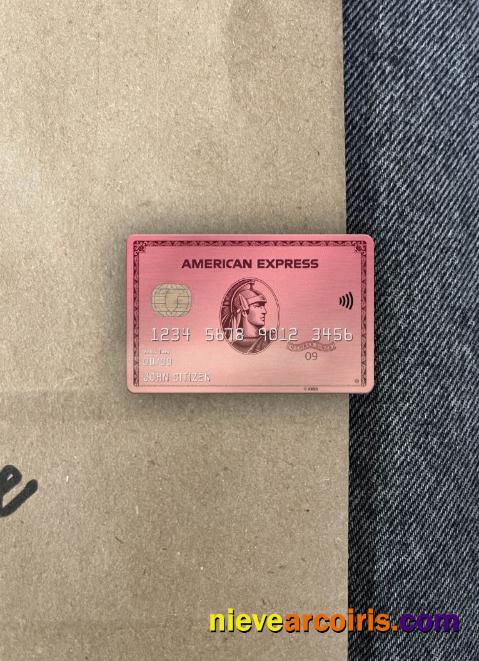 AMERICAN EXPRESS
1234 5678 9012 3456
09
JOHN CITIZEN
nievearcoiris.com